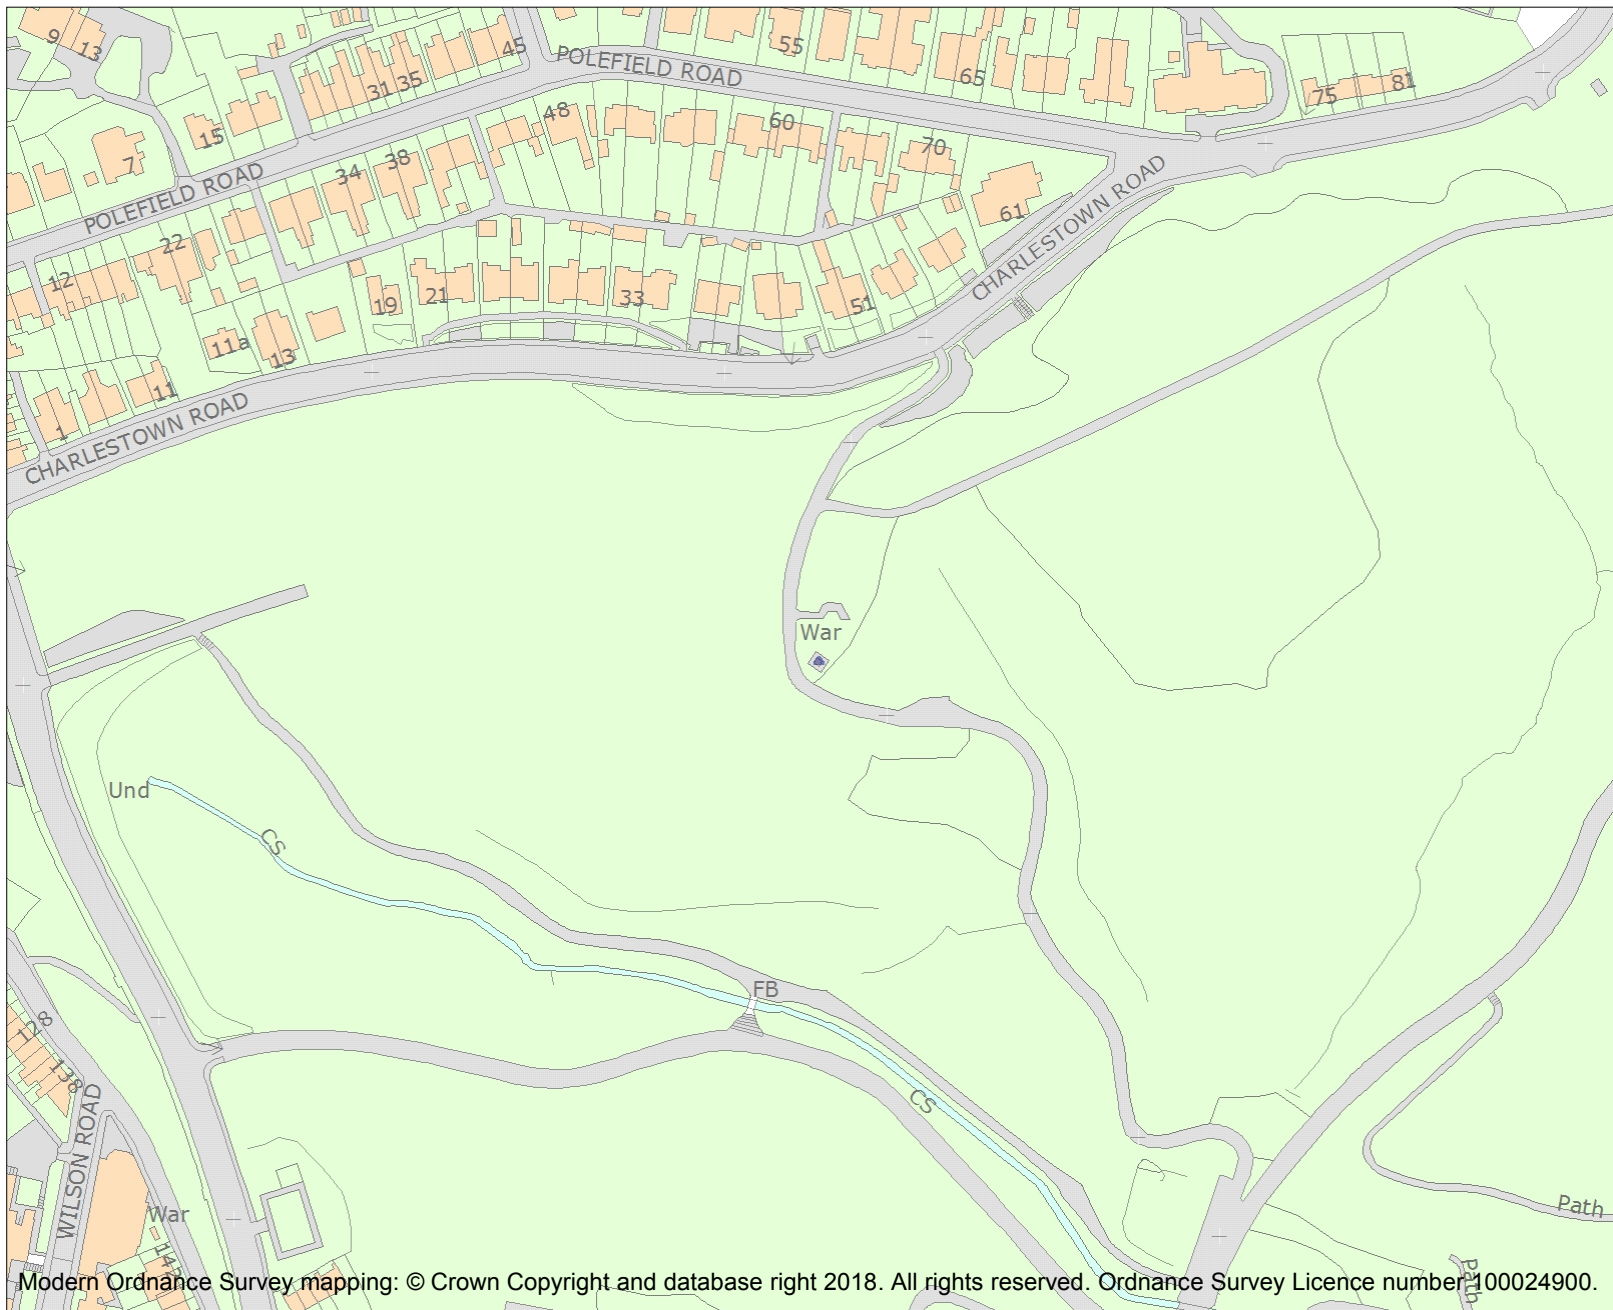 9
13
45
POLEFIELD ROAD
55
65
75
81
31
35
48
60
70
15
7
34
38
POLEFIELD ROAD
CHARLESTOWN ROAD
61
22
12
19
21
33
51
11a
13
11
1
CHARLESTOWN ROAD
War
Und
CS
FB
128
138
CS
WILSON ROAD
War
142
Path
Path
Modern Ordnance Survey mapping: © Crown Copyright and database right 2018. All rights reserved. Ordnance Survey Licence number 100024900.